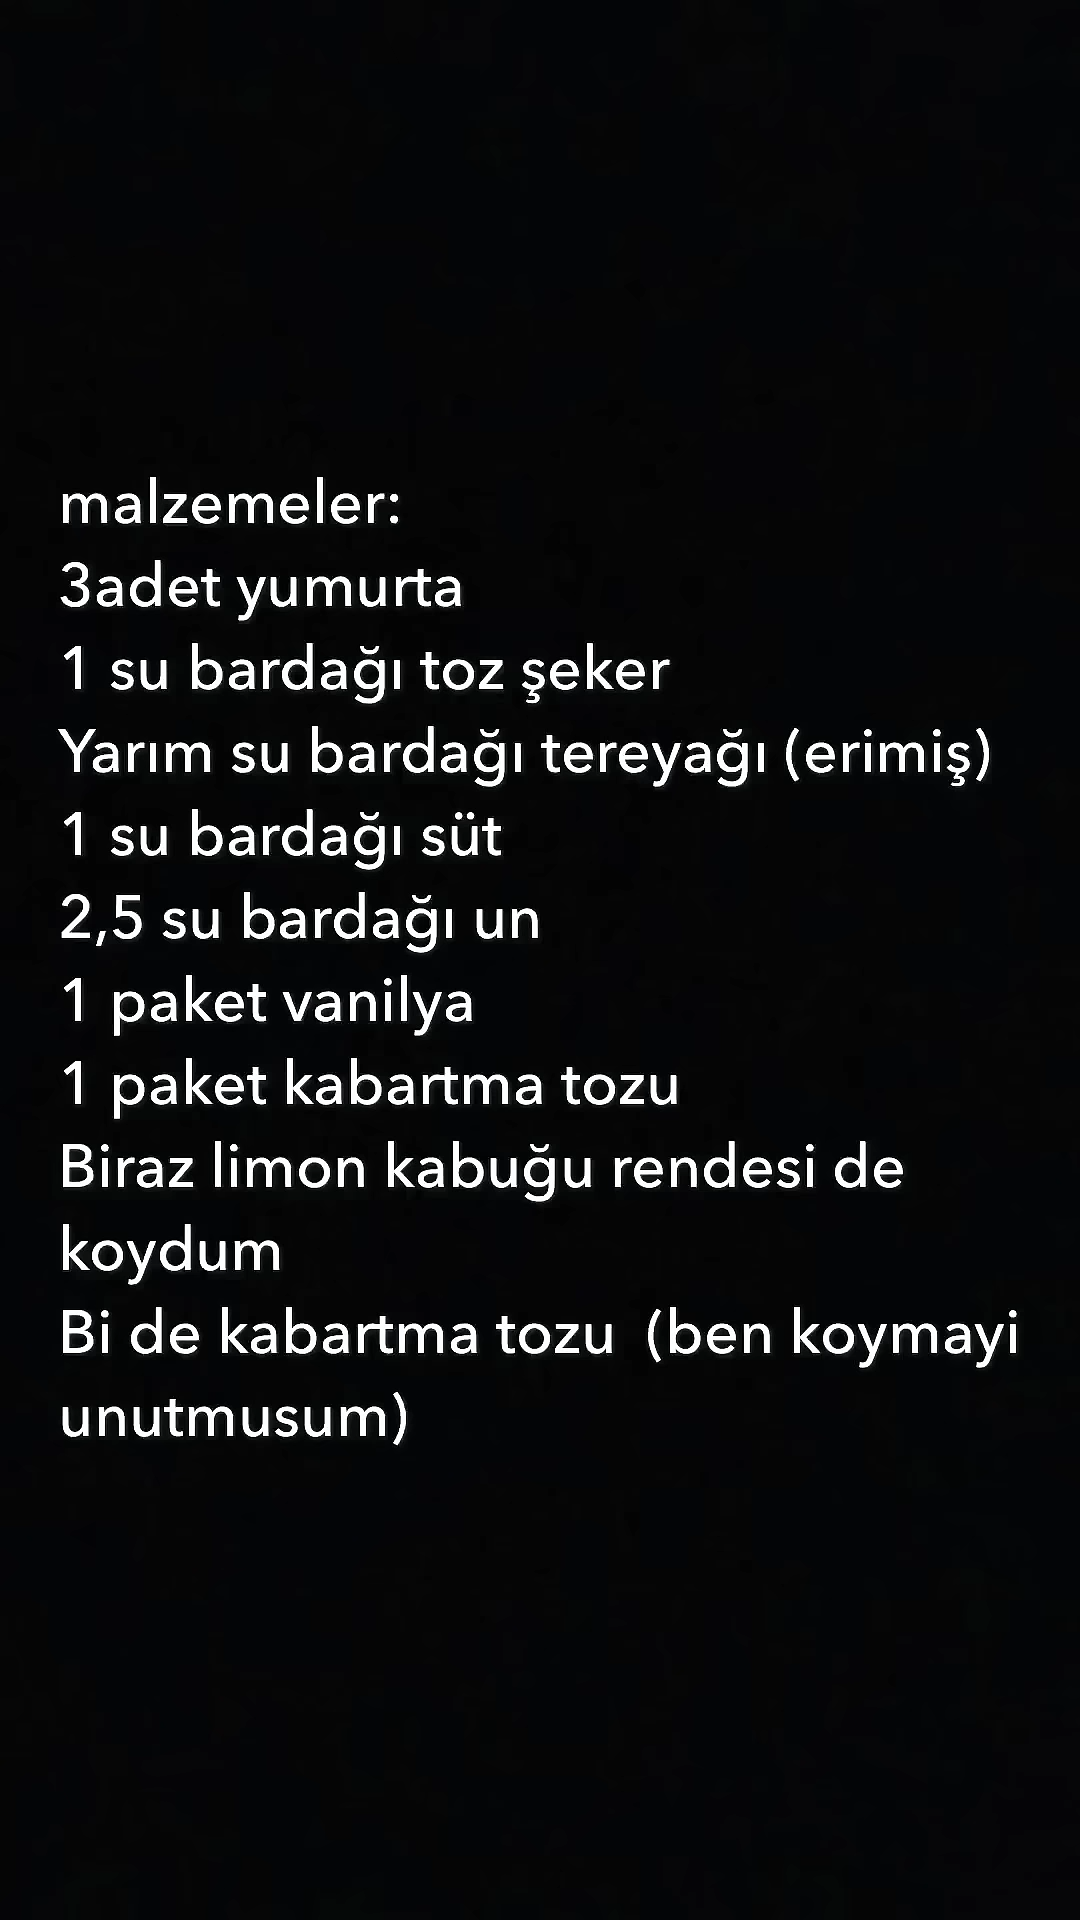 malzemeler:
3adet yumurta
1 su bardağı toz şeker
Yarım su bardağı tereyağı (erimiş)
1 su bardağı süt
2,5 su bardağı un
1 paket vanilya
1 paket kabartma tozu
Biraz limon kabuğu rendesi de
koydum
Bi de kabartma tozu  (ben koymayi
unutmusum)